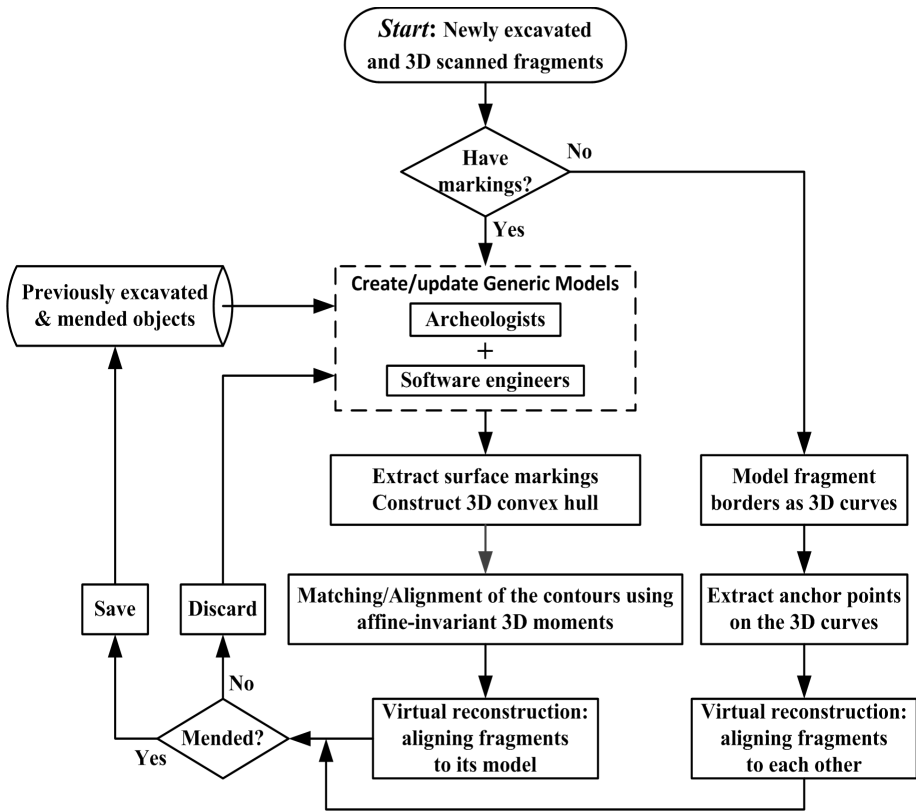 Start: Newly excavated
and 3D scanned fragments
Have
markings?
No
Yes
Previously excavated
& mended objects
Create/update Generic Models
Archeologists
+
Software engineers
Extract surface markings
Construct 3D convex hull
Model fragment
borders as 3D curves
Save
Discard
Matching/Alignment of the contours using
affine-invariant 3D moments
Extract anchor points
on the 3D curves
No
Mended?
Yes
Virtual reconstruction:
aligning fragments
to its model
Virtual reconstruction:
aligning fragments
to each other